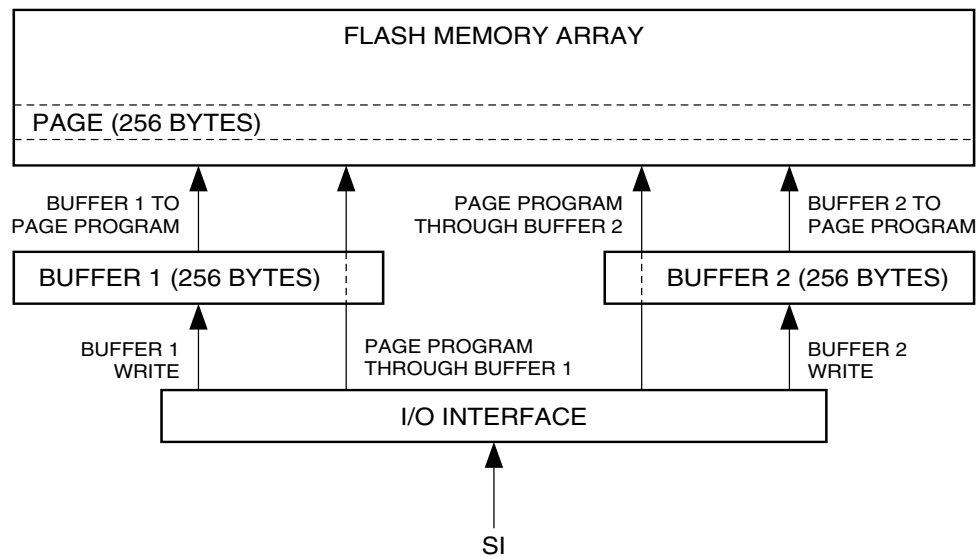 FLASH MEMORY ARRAY
PAGE (256 BYTES)
BUFFER 1 TO
PAGE PROGRAM
PAGE PROGRAM
THROUGH BUFFER 2
BUFFER 2 TO
PAGE PROGRAM
BUFFER 1 (256 BYTES)
BUFFER 2 (256 BYTES)
BUFFER 1
WRITE
PAGE PROGRAM
THROUGH BUFFER 1
BUFFER 2
WRITE
I/O INTERFACE
SI